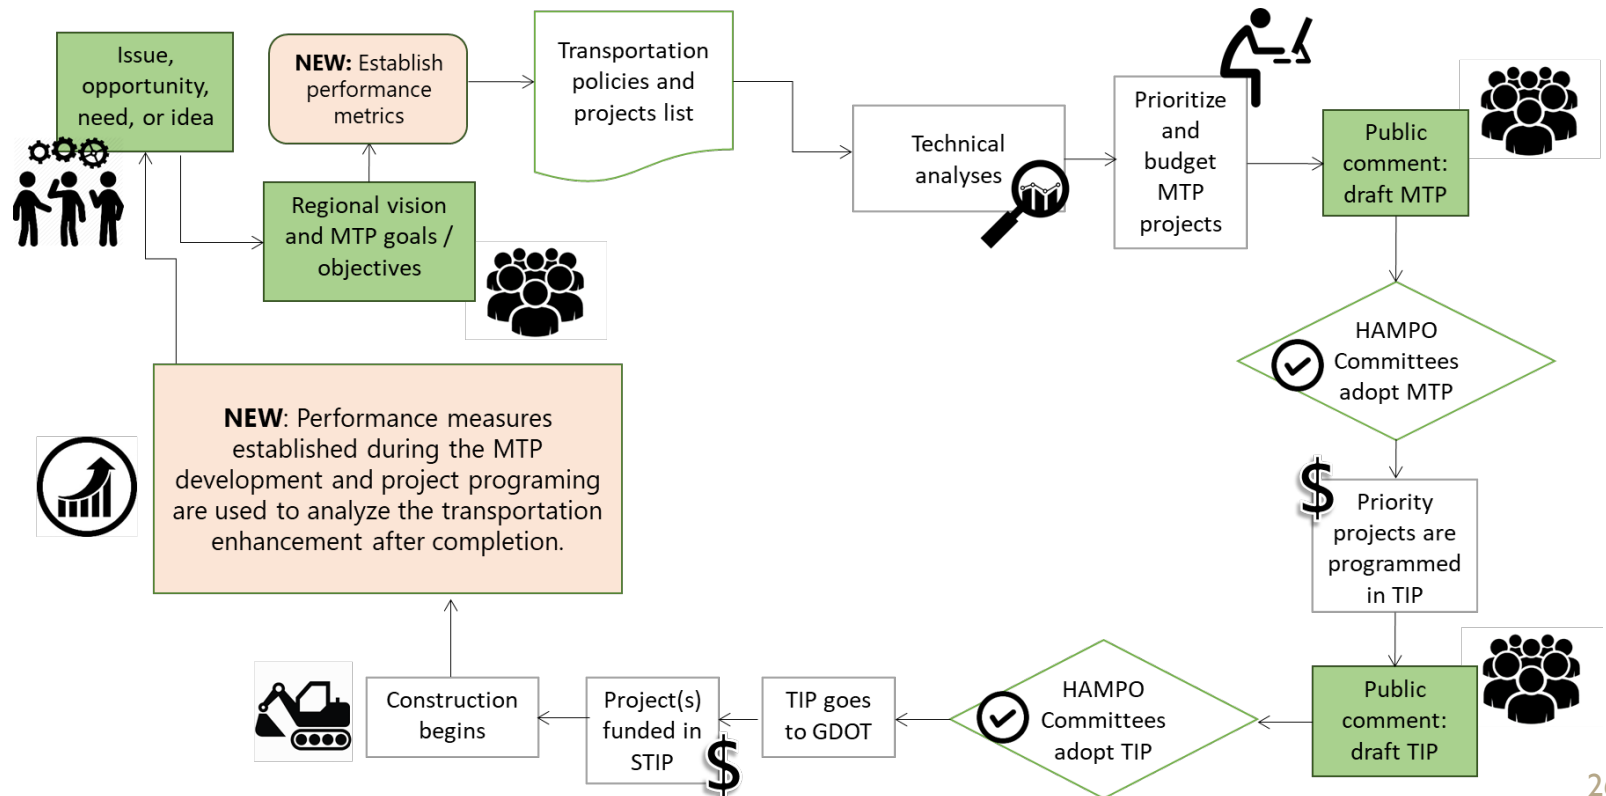 Issue,
opportunity,
need, or idea
NEW: Establish
performance
metrics
Transportation
policies and
projects list
Technical
analyses
Prioritize
and
budget
MTP
projects
Public
comment:
draft MTP
Regional vision
and MTP goals /
objectives
HAMPO
Committees
adopt MTP
NEW: Performance measures
established during the MTP
development and project programing
are used to analyze the transportation
enhancement after completion.
$
Priority
projects are
programmed
in TIP
Public
comment:
draft TIP
HAMPO
Committees
adopt TIP
TIP goes
to GDOT
Project(s)
funded in
STIP
$
Construction
begins